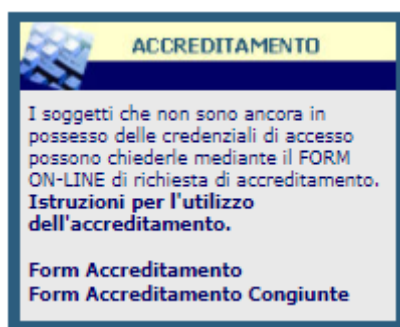 ACCREDITAMENTO
I soggetti che non sono ancora in
possesso delle credenziali di accesso
possono chiederle mediante il FORM
ON-LINE di richiesta di accreditamento.
Istruzioni per l'utilizzo
dell'accreditamento.
Form Accreditamento
Form Accreditamento Congiunte